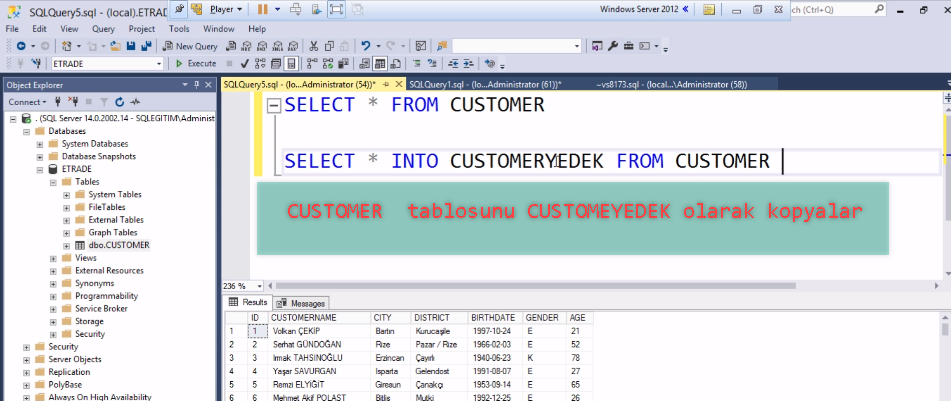 SQLQuery5.sql - (local).ETRADE
Player
Windows Server 2012
ch (Ctrl+Q)
File Edit View Query Project Tools Window Help
New Query
ETRADE
Execute
Object Explorer
Connect
. (SQL Server 14.0.2002.14 - SQLEGITIM\Administ
Databases
System Databases
Database Snapshots
ETRADE
Tables
System Tables
FileTables
External Tables
Graph Tables
dbo.CUSTOMER
Views
External Resources
Synonyms
Programmability
Service Broker
Storage
Security
Security
Server Objects
Replication
PolyBase
Always On High Availability
SQLQuery5.sql - (lo...Administrator (54))*
SQLQuery1.sql - (lo...Administrator (61))*
~vs8173.sql - (local...\Administrator (58))
SELECT * FROM CUSTOMER
SELECT * INTO CUSTOMERYEDEK FROM CUSTOMER
CUSTOMER tablosunu CUSTOMEYEDEK olarak kopyalar
236 %
Results Messages
ID CUSTOMERNAME CITY DISTRICT BIRTHDATE GENDER AGE
1 1 Volkan ÇEKİP Bartın Kurucaşile 1997-10-24 E 21
2 2 Serhat GÜNDOĞAN Rize Pazar / Rize 1966-02-03 E 52
3 3 Irmak TAHSİNOĞLU Erzincan Çayırlı 1940-06-23 K 78
4 4 Yaşar SAVURGAN Isparta Gelendost 1991-08-07 E 27
5 5 Remzi ELYİĞİT Giresun Çanakçı 1953-09-14 E 65
6 6 Mehmet Akif POLAST Bitlis Mutki 1992-12-25 E 26